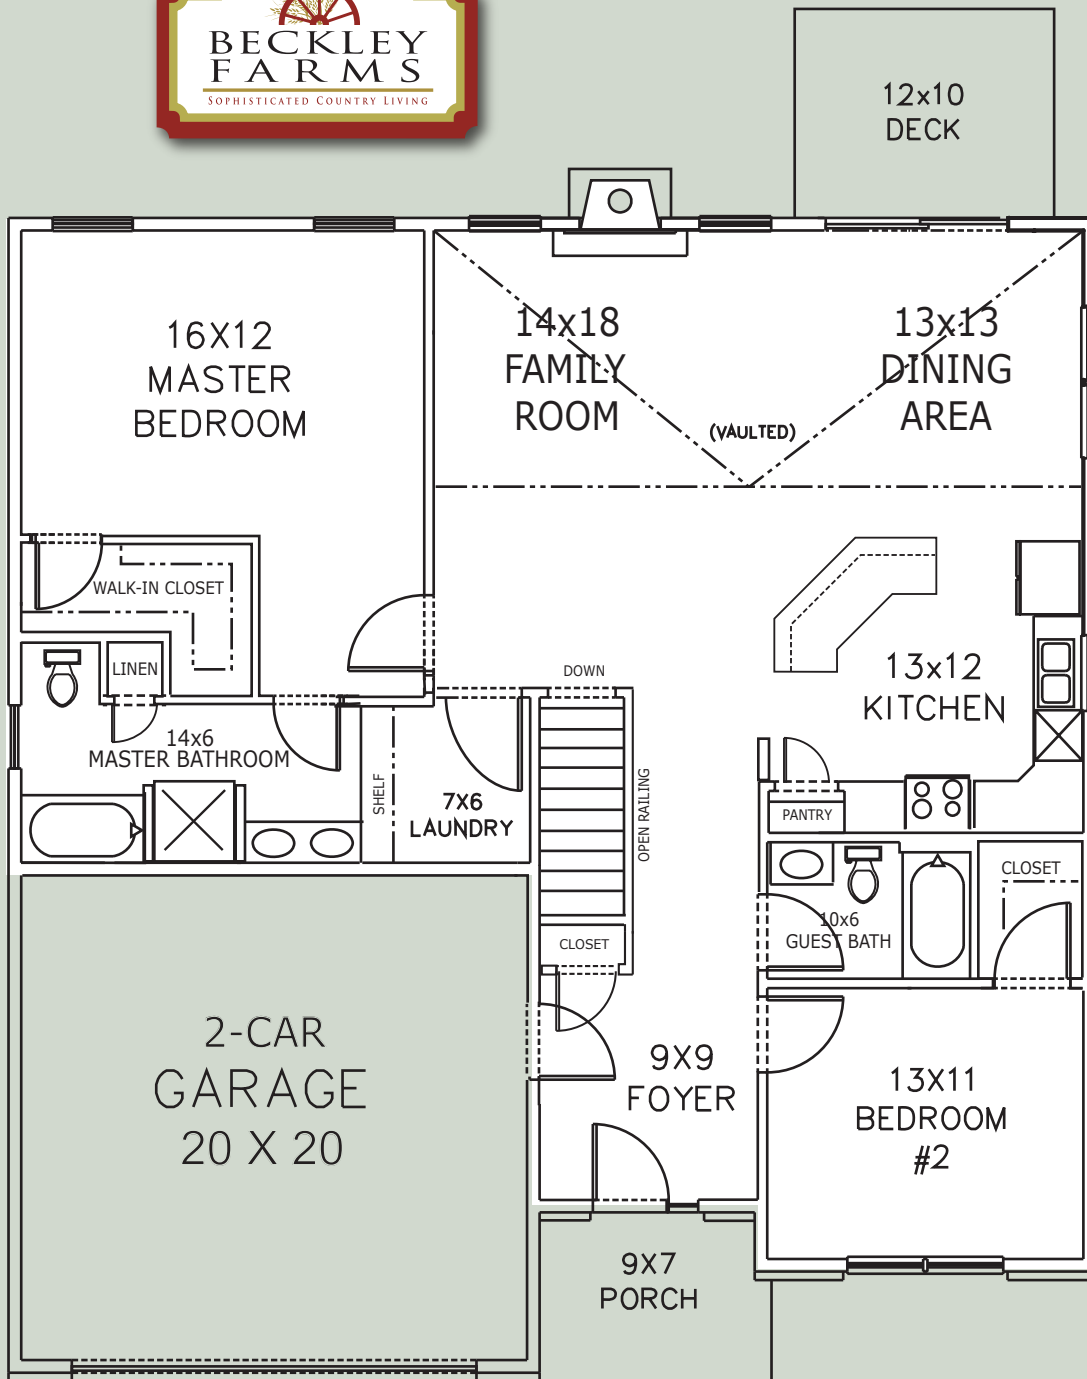 BECKLEY
FARMS
SOPHISTICATED COUNTRY LIVING
12x10
DECK
16X12
MASTER
BEDROOM
14x18
FAMILY
ROOM
(VAULTED)
13x13
DINING
AREA
WALK-IN CLOSET
LINEN
14x6
MASTER BATHROOM
SHELF
7X6
LAUNDRY
DOWN
OPEN RAILING
13x12
KITCHEN
PANTRY
CLOSET
10x6
GUEST BATH
CLOSET
2-CAR
GARAGE
20 X 20
9X9
FOYER
13X11
BEDROOM
#2
9X7
PORCH